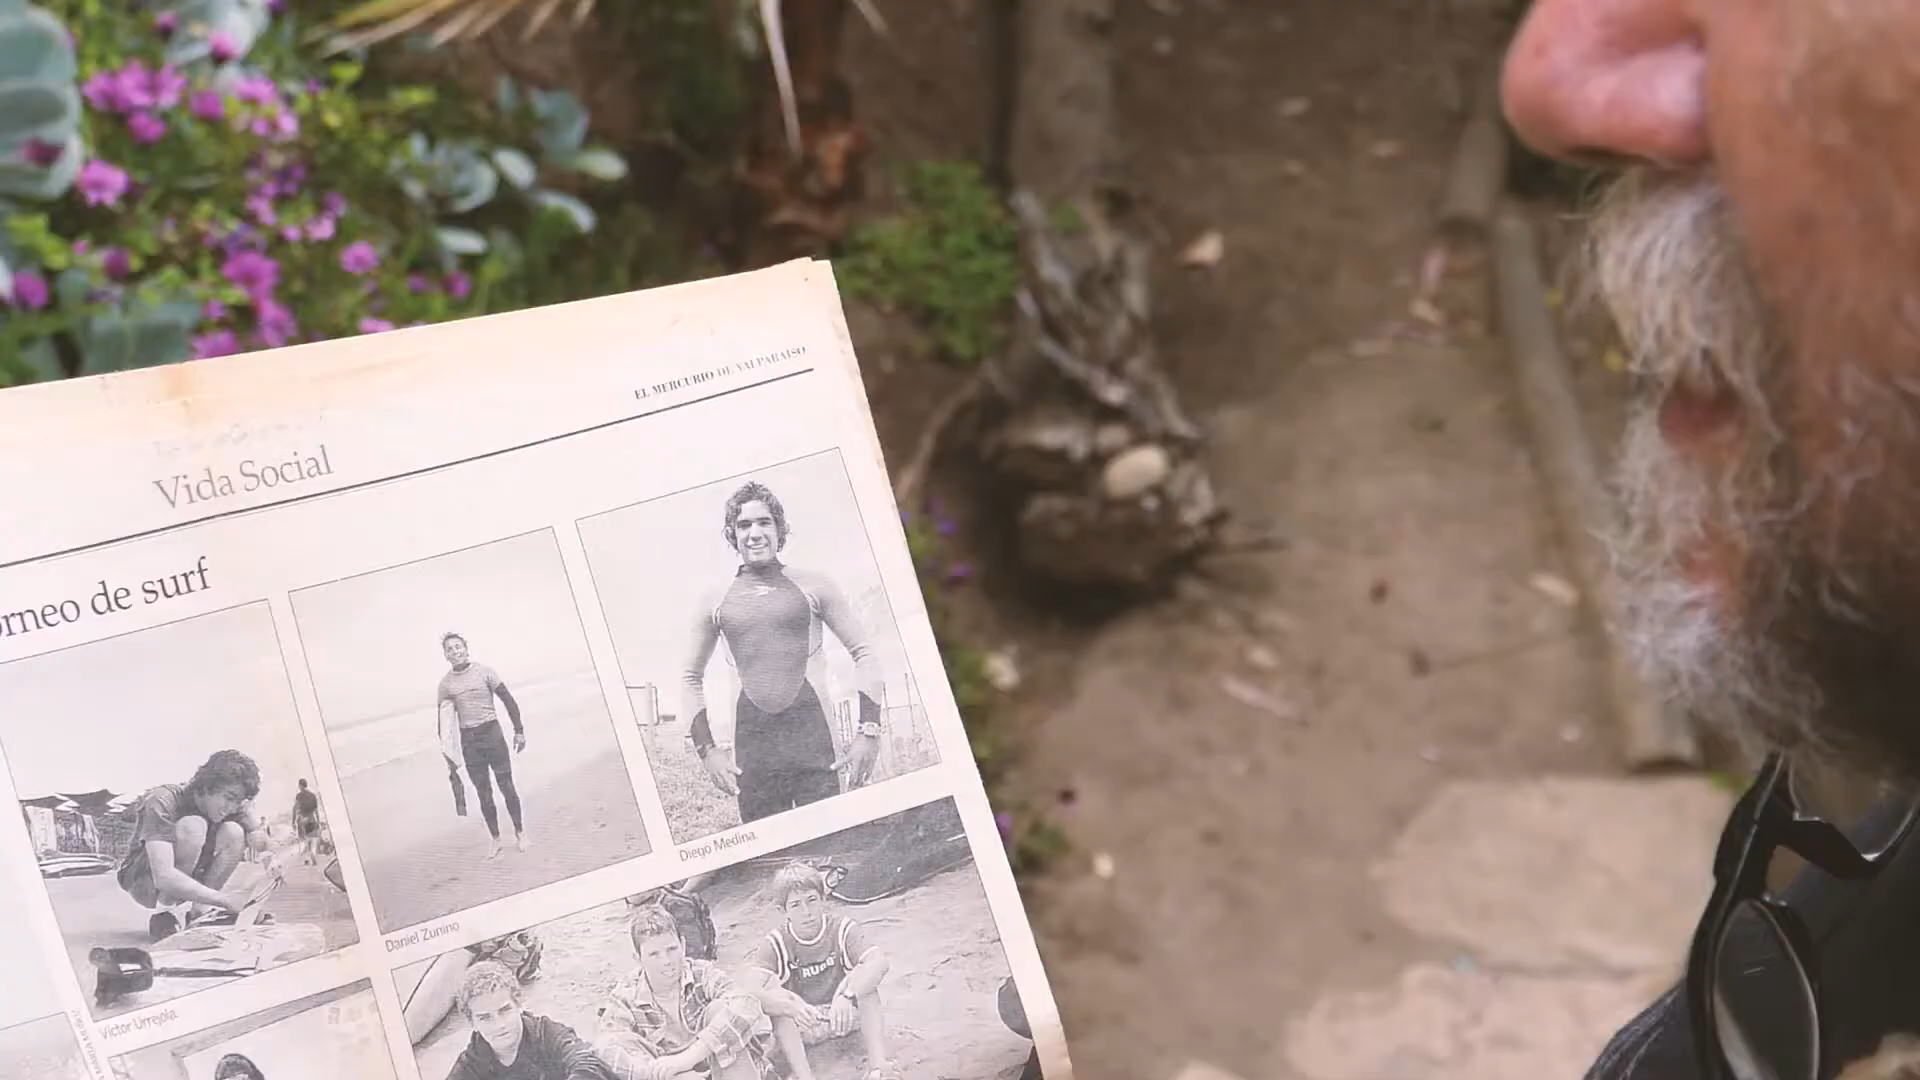 EL MERCURIO DE VALPARAISO
Vida Social
orneo de surf
Diego Medina.
Daniel Zunino
Victor Urrejola.